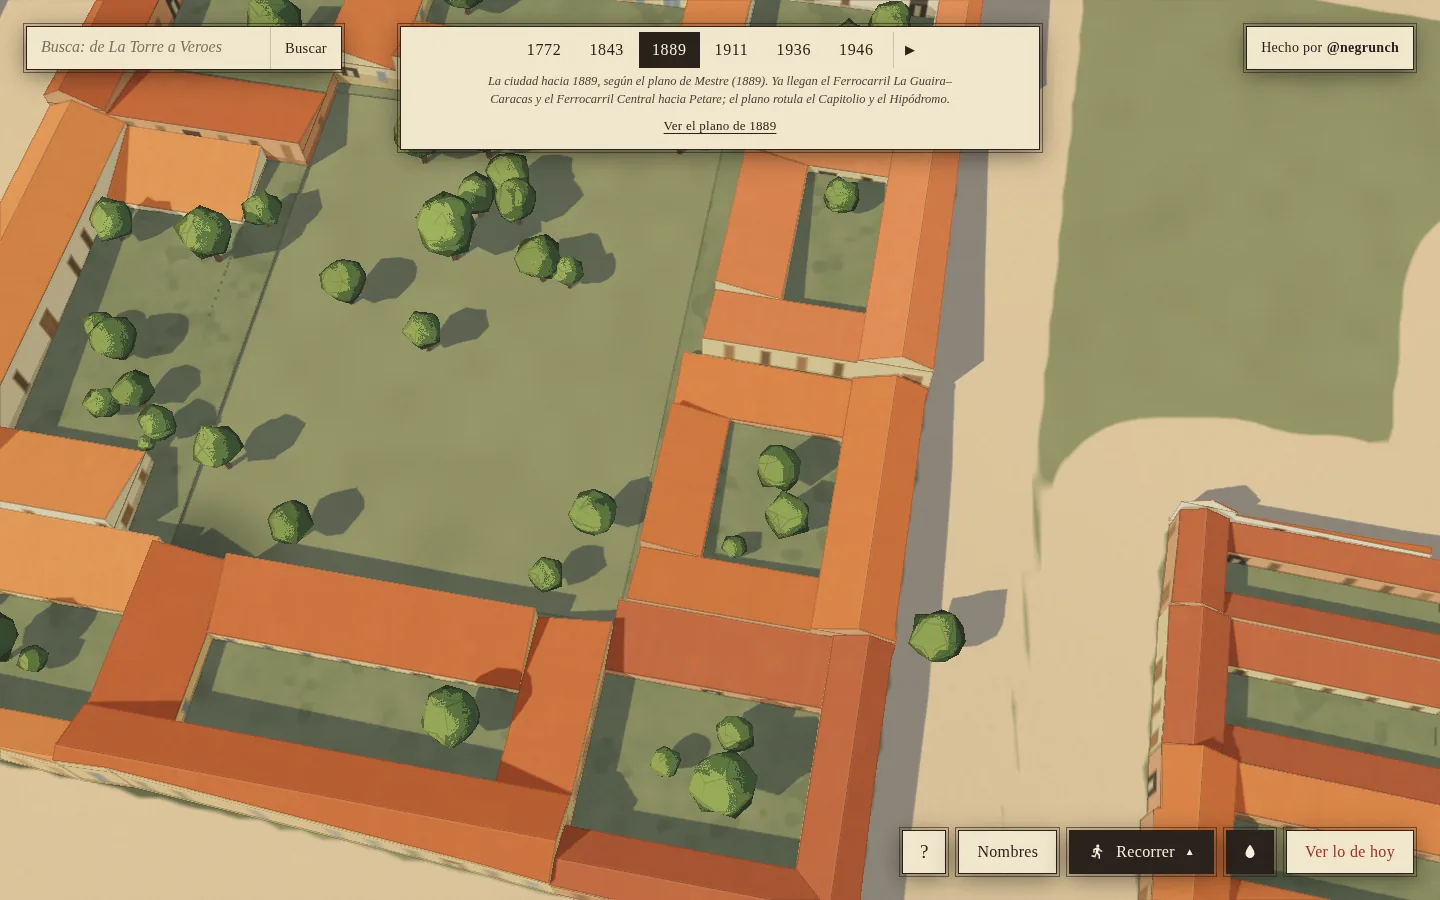 Busca: de La Torre a Veroes
Buscar
1772 1843 1889 1911 1936 1946 ▶
La ciudad hacia 1889, según el plano de Mestre (1889). Ya llegan el Ferrocarril La Guaira–
Caracas y el Ferrocarril Central hacia Petare; el plano rotula el Capitolio y el Hipódromo.
Ver el plano de 1889
Hecho por @negrunch
?
Nombres
Recorrer ▲
Ver lo de hoy